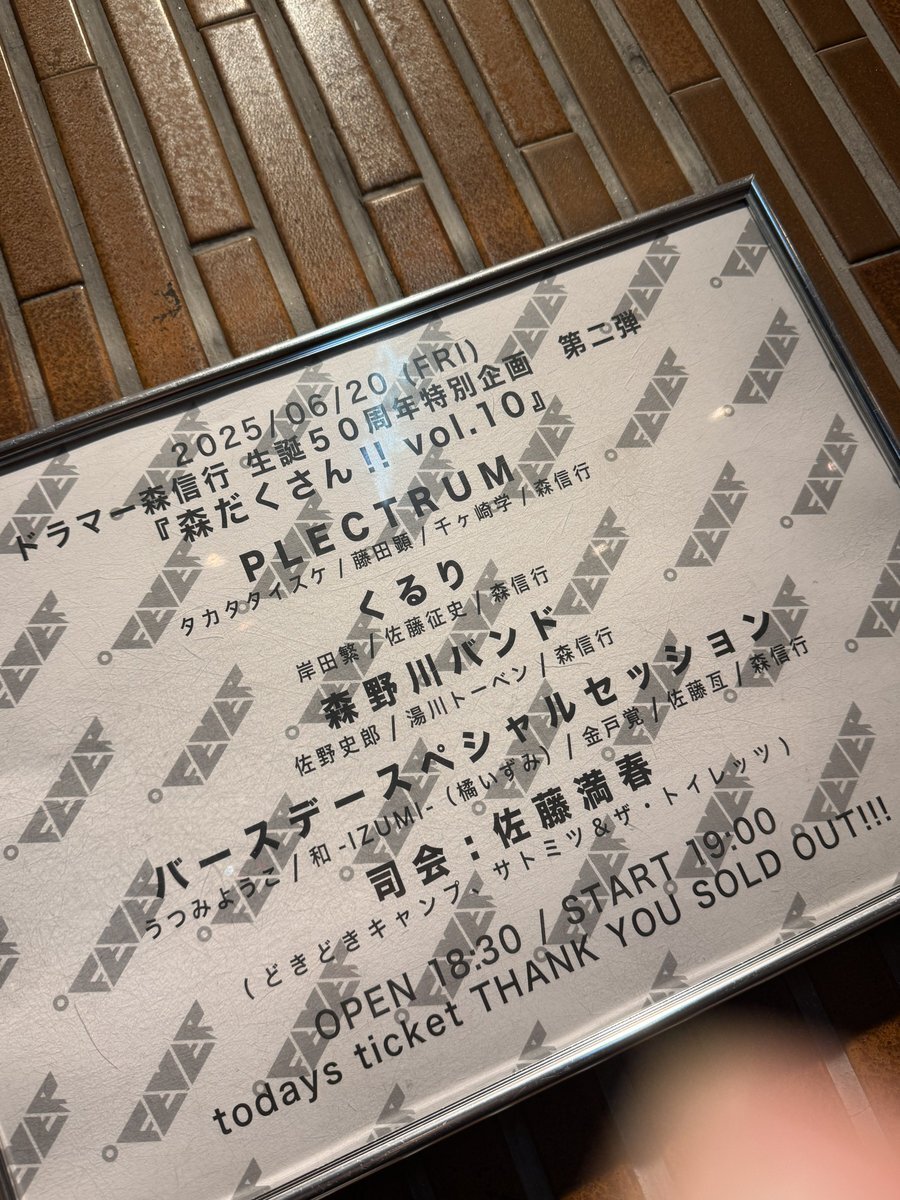 2025/06/20 (FRI)
ドラマー森信行 生誕50周年特別企画 第二弾
『森だくさん!! vol.10』
PLECTRUM
タカタタイスケ / 藤田顕 / 千ヶ崎学 / 森信行
くるり
岸田繁 / 佐藤征史 / 森信行
森野川バンド
佐野史郎 / 湯川トーベン / 森信行
バースデースペシャルセッション
うつみようこ / 和 -IZUMI-（橘いずみ）/ 金戸覚 / 佐藤亙 / 森信行
司会：佐藤満春
（どきどきキャンプ、サトミツ&ザ・トイレッツ）
OPEN 18:30 / START 19:00
todays ticket THANK YOU SOLD OUT!!!
FEVER